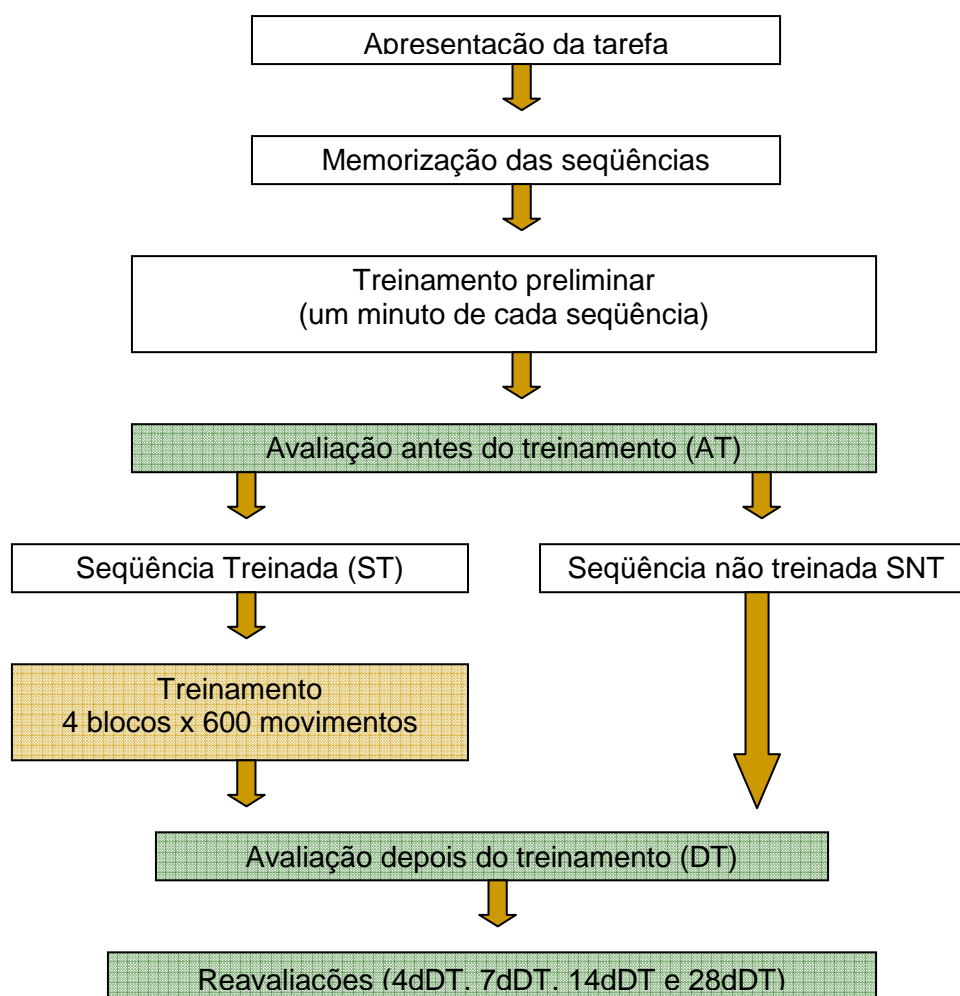 Apresentação da tarefa
Memorização das seqüências
Treinamento preliminar
(um minuto de cada seqüência)
Avaliação antes do treinamento (AT)
Seqüência Treinada (ST)
Seqüência não treinada SNT
Treinamento
4 blocos x 600 movimentos
Avaliação depois do treinamento (DT)
Reavaliações (4dDT, 7dDT, 14dDT e 28dDT)